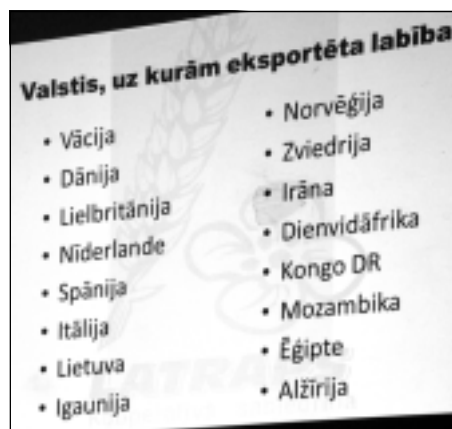 Valstis, uz kurām eksportēta labība
• Vācija
• Dānija
• Lielbritānija
• Nīderlande
• Spānija
• Itālija
• Lietuva
• Igaunija
• Norvēģija
• Zviedrija
• Irāna
• Dienvidāfrika
• Kongo DR
• Mozambika
• Ēģipte
• Alžīrija
LATRAPS